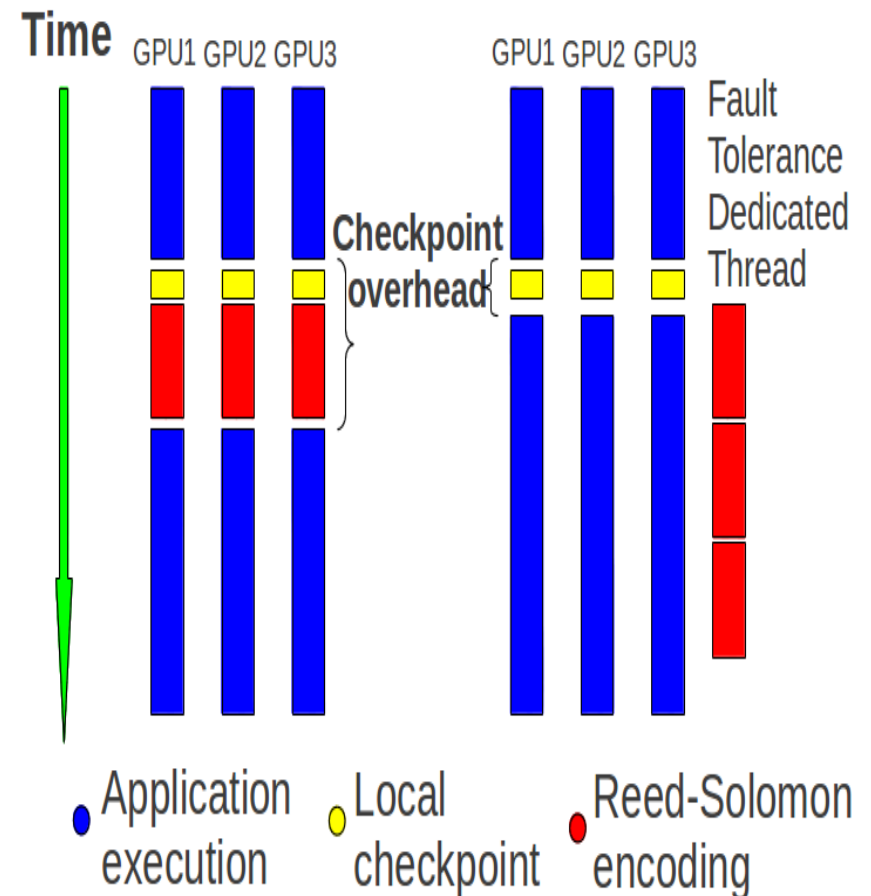 Time
GPU1 GPU2 GPU3
GPU1 GPU2 GPU3
Fault
Tolerance
Dedicated
Thread
Checkpoint
overhead
Application
execution
Local
checkpoint
Reed-Solomon
encoding